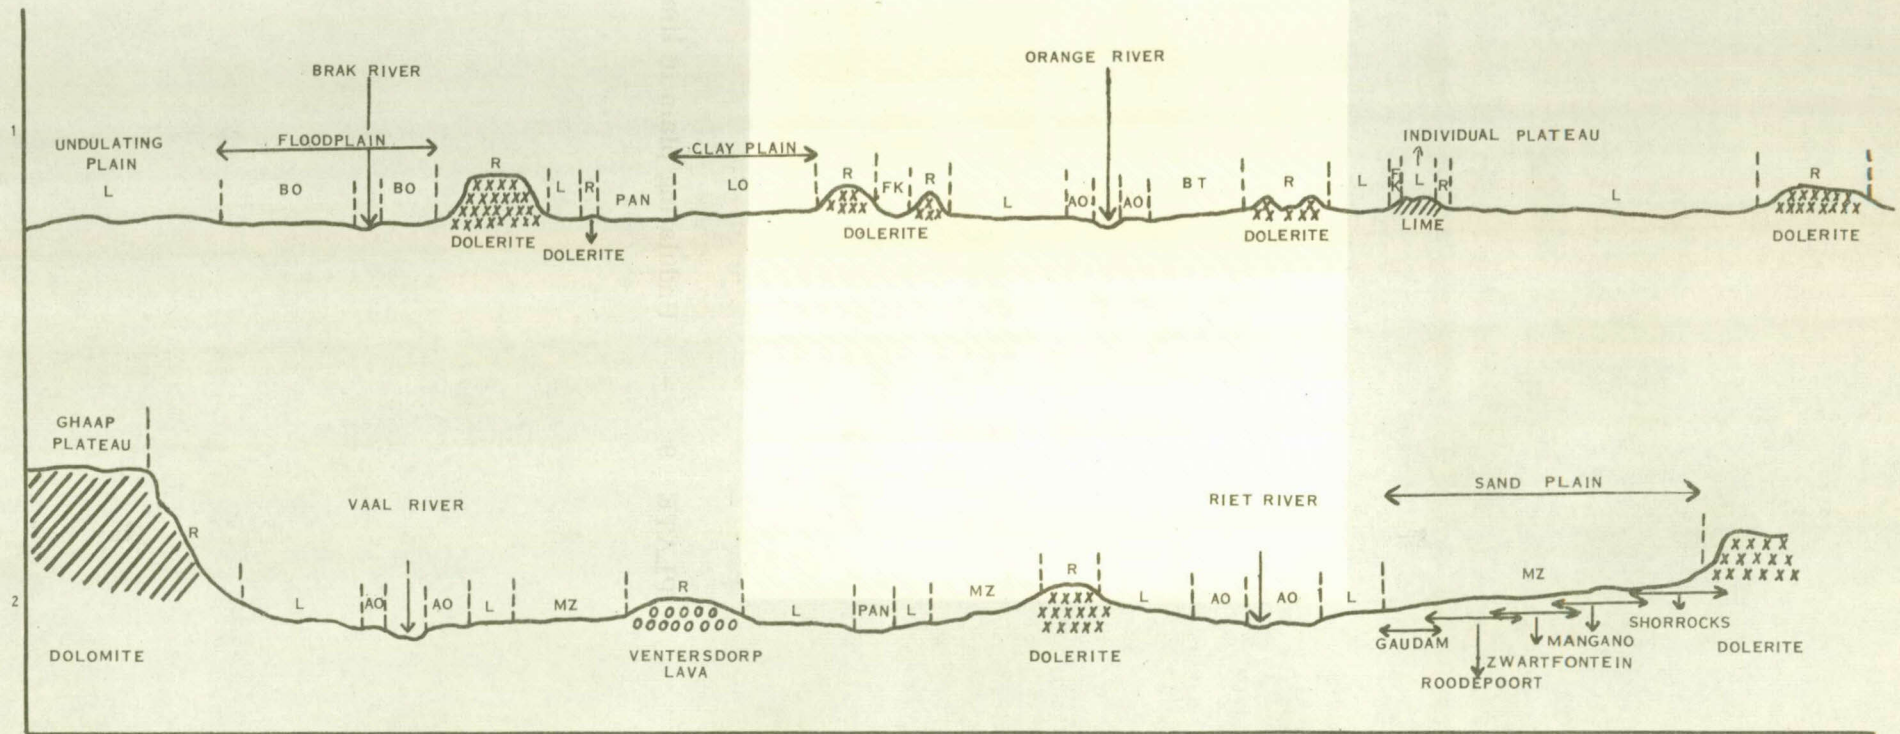 BRAK RIVER
ORANGE RIVER
1
UNDULATING
PLAIN
FLOODPLAIN
CLAY PLAIN
INDIVIDUAL PLATEAU
L BO BO R L R PAN LO R FK R L AO AO BT R L FK L R L R
DOLERITE
DOLERITE
DOLERITE
DOLERITE
LIME
DOLERITE
GHAAP
PLATEAU
VAAL RIVER
RIET RIVER
SAND PLAIN
2
R L AO AO L MZ R L PAN L MZ R L AO AO L MZ
DOLOMITE
VENTERSDORP
LAVA
DOLERITE
GAUDAM
MANGANO
SHORROCKS
DOLERITE
ZWARTFONTEIN
ROODEPOORT